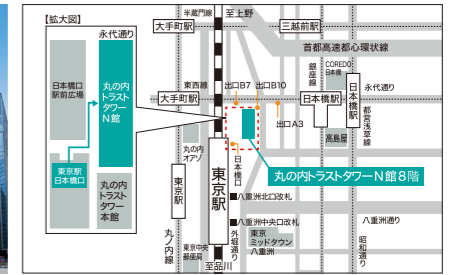 【拡大図】
永代通り
日本橋口
駅前広場
丸の内
トラスト
タワー
N館
東京駅
日本橋口
丸の内
トラスト
タワー
本館
半蔵門線
至上野
大手町駅
三越前駅
首都高速都心環状線
東西線
出口B7
出口B10
銀座線
COREDO
日本橋
永代通り
大手町駅
日本橋駅
日本橋駅
都営浅草線
出口A3
高島屋
丸の内
オアゾ
日本橋口
丸の内トラストタワーN館8階
東京駅
東京駅
■八重洲北口改札
■八重洲中央口改札
八重洲通り
丸ノ内線
東京中央
郵便局
外堀通り
東京
ミッドタウン
八重洲
昭和通り
至品川